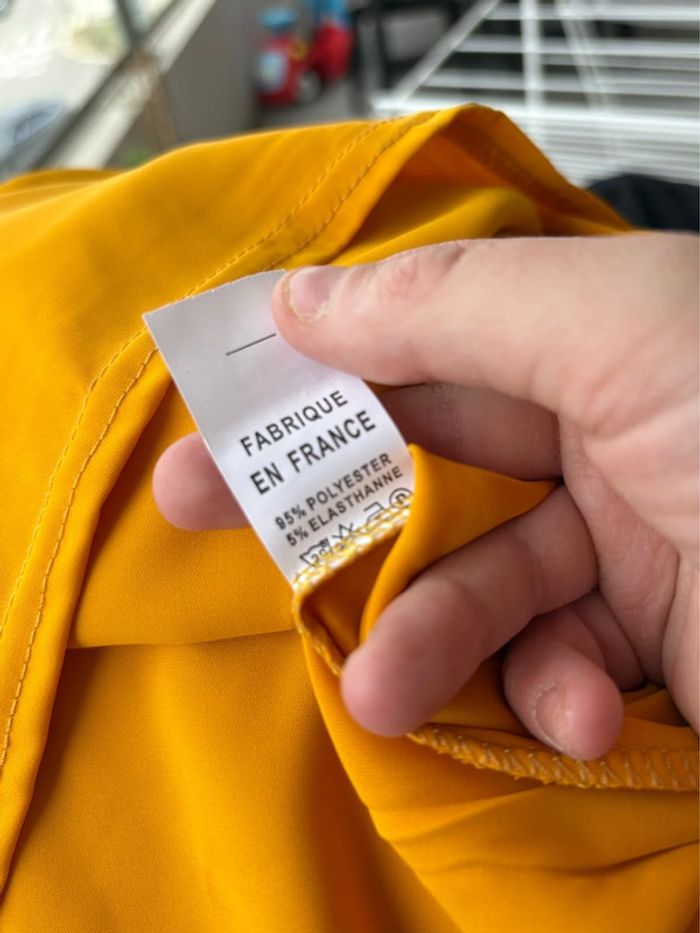 FABRIQUE
EN FRANCE
95% POLYESTER
5% ELASTHANNE